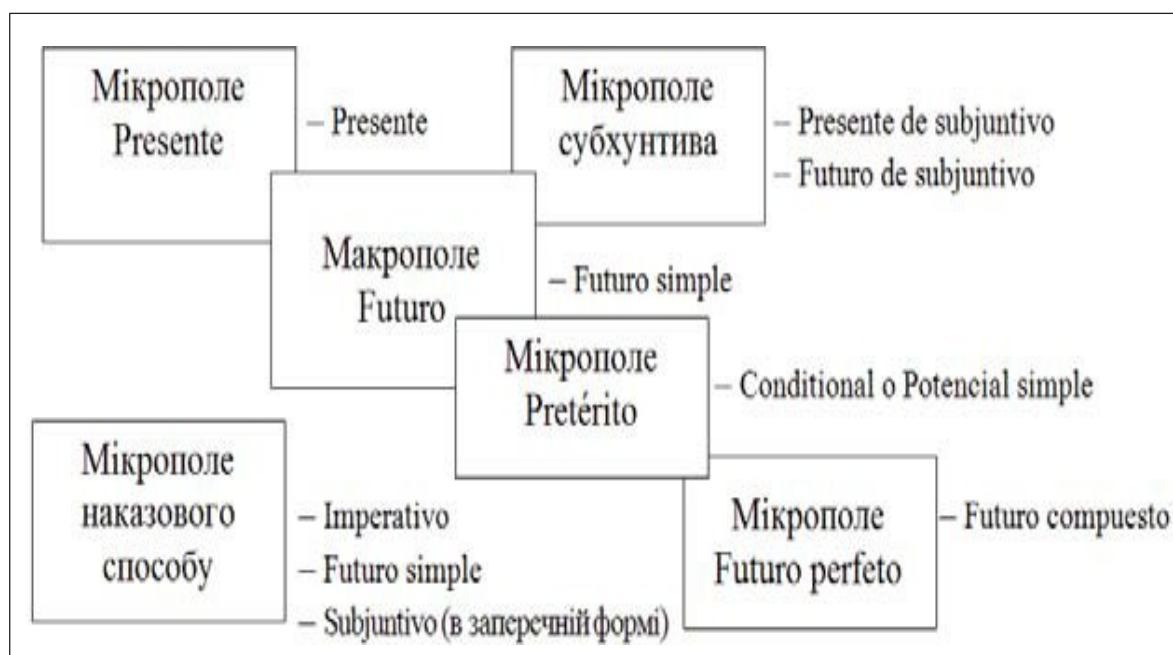 Мікрополе
Presente
– Presente
Мікрополе
субхунтива
– Presente de subjuntivo
– Futuro de subjuntivo
Макрополе
Futuro
– Futuro simple
Мікрополе
Pretérito
– Conditional o Potencial simple
Мікрополе
наказового
способу
– Imperativo
– Futuro simple
– Subjuntivo (в заперечній формі)
Мікрополе
Futuro perfeto
– Futuro compuesto